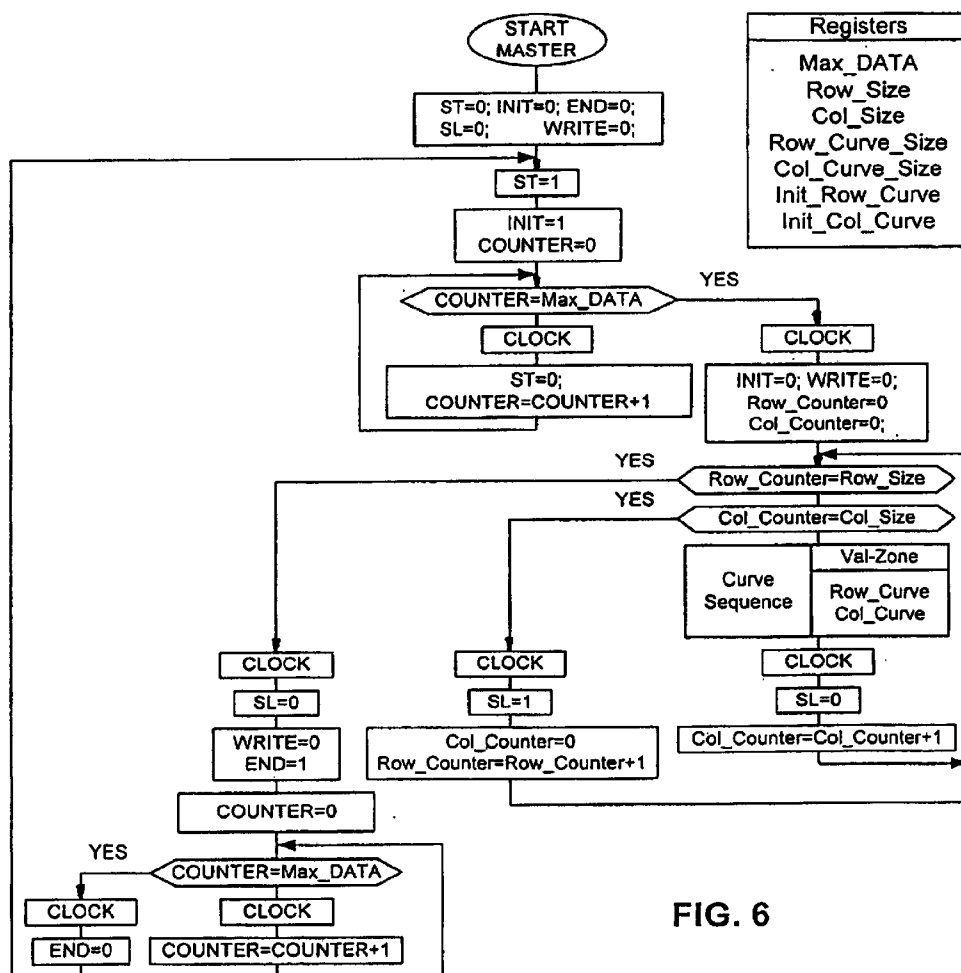 START
MASTER
ST=0; INIT=0; END=0;
SL=0; WRITE=0;
ST=1
INIT=1
COUNTER=0
COUNTER=Max_DATA
YES
CLOCK
ST=0;
COUNTER=COUNTER+1
CLOCK
INIT=0; WRITE=0;
Row_Counter=0
Col_Counter=0;
Registers
Max_DATA
Row_Size
Col_Size
Row_Curve_Size
Col_Curve_Size
Init_Row_Curve
Init_Col_Curve
YES
Row_Counter=Row_Size
YES
Col_Counter=Col_Size
Curve
Sequence
Val-Zone
Row_Curve
Col_Curve
CLOCK
SL=0
WRITE=0
END=1
COUNTER=0
CLOCK
SL=1
Col_Counter=0
Row_Counter=Row_Counter+1
CLOCK
SL=0
Col_Counter=Col_Counter+1
YES
COUNTER=Max_DATA
CLOCK
END=0
CLOCK
COUNTER=COUNTER+1
FIG. 6